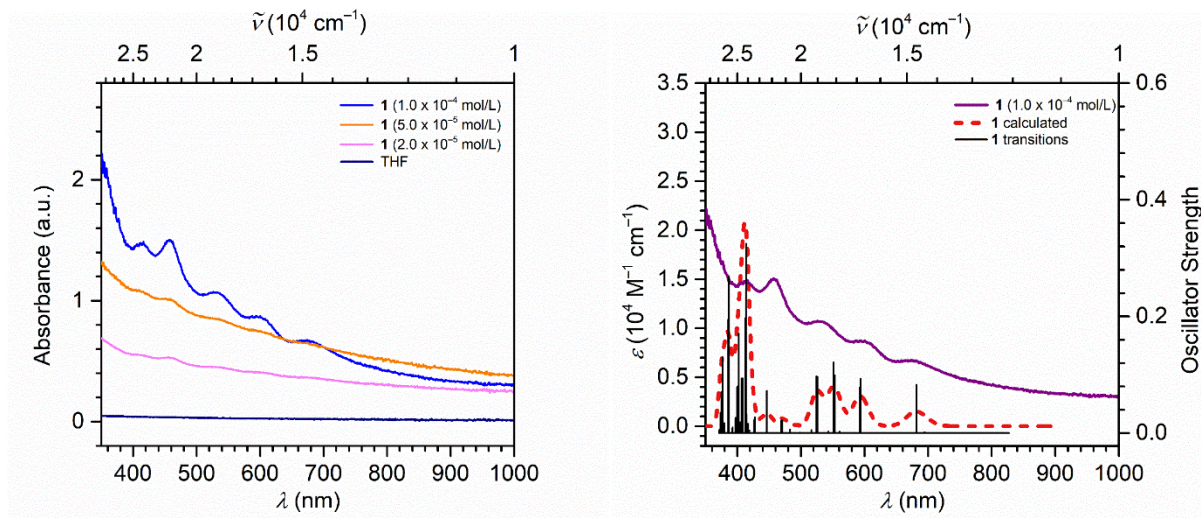 ṽ (10⁴ cm⁻¹)
2.5 2 1.5 1
1 (1.0 x 10⁻⁴ mol/L)
1 (5.0 x 10⁻⁵ mol/L)
1 (2.0 x 10⁻⁵ mol/L)
THF
2
1
0
Absorbance (a.u.)
400 500 600 700 800 900 1000
λ (nm)
ṽ (10⁴ cm⁻¹)
2.5 2 1.5 1
1 (1.0 x 10⁻⁴ mol/L)
1 calculated
1 transitions
3.5
3.0
2.5
2.0
1.5
1.0
0.5
0.0
ε (10⁴ M⁻¹ cm⁻¹)
0.6
0.4
0.2
0.0
Oscillator Strength
400 500 600 700 800 900 1000
λ (nm)